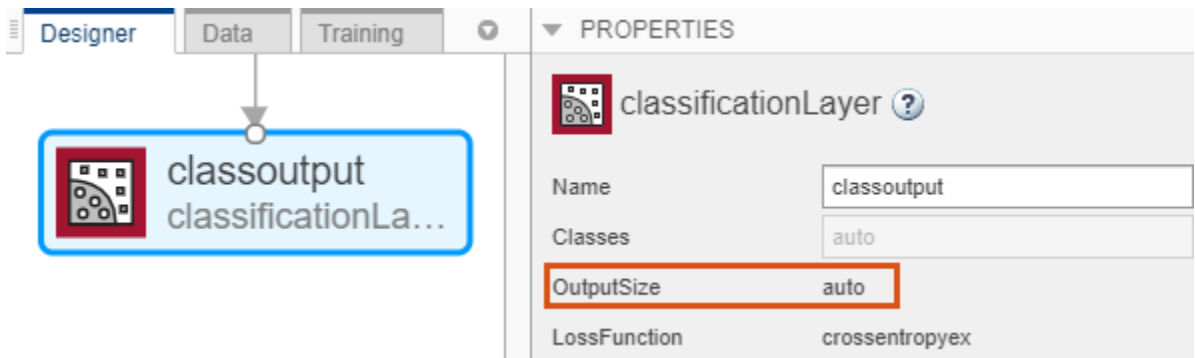 Designer
Data
Training
classoutput
classificationLa...
PROPERTIES
classificationLayer ?
Name classoutput
Classes auto
OutputSize auto
LossFunction crossentropyex